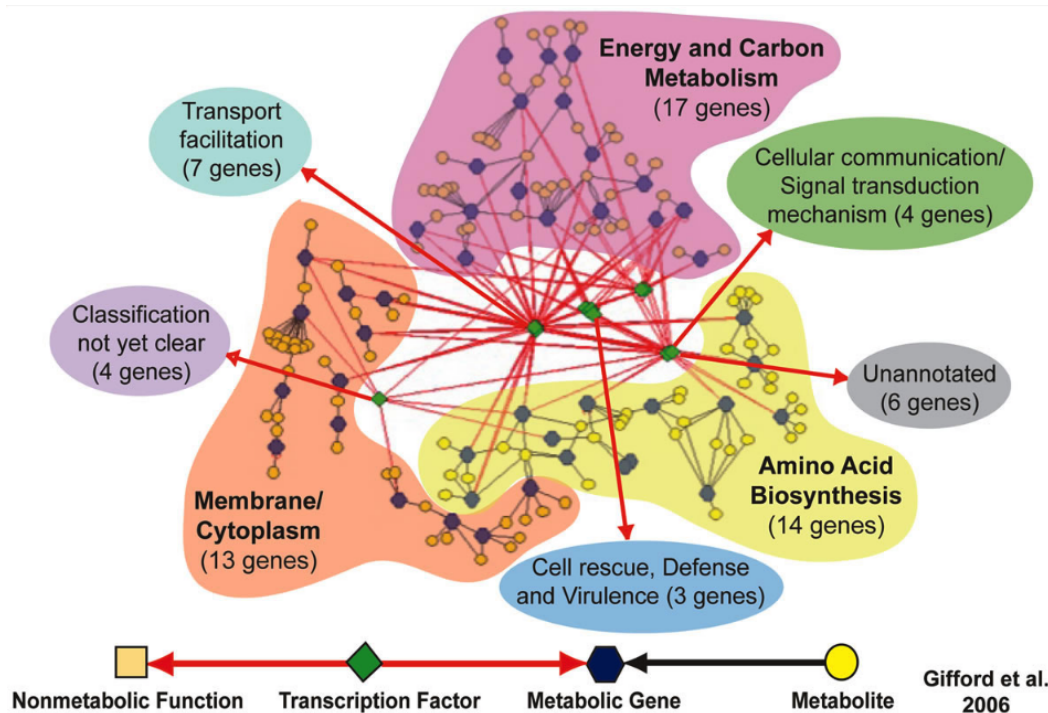 Energy and Carbon
Metabolism
(17 genes)
Transport
facilitation
(7 genes)
Cellular communication/
Signal transduction
mechanism (4 genes)
Classification
not yet clear
(4 genes)
Unannotated
(6 genes)
Membrane/
Cytoplasm
(13 genes)
Amino Acid
Biosynthesis
(14 genes)
Cell rescue, Defense
and Virulence (3 genes)
Nonmetabolic Function
Transcription Factor
Metabolic Gene
Metabolite
Gifford et al.
2006